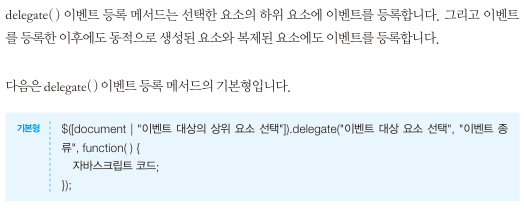 delegate( ) 이벤트 등록 메서드는 선택한 요소의 하위 요소에 이벤트를 등록합니다. 그리고 이벤트
를 등록한 이후에도 동적으로 생성된 요소와 복제된 요소에도 이벤트를 등록합니다.
다음은 delegate( ) 이벤트 등록 메서드의 기본형입니다.
기본형 $([document | "이벤트 대상의 상위 요소 선택"]).delegate("이벤트 대상 요소 선택", "이벤트 종
류", function( ) {
자바스크립트 코드;
});